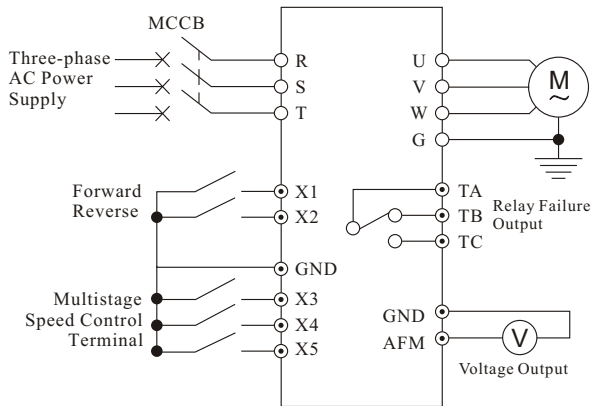 MCCB
Three-phase
AC Power
Supply
R
S
T
U
V
W
G
M
~
Forward
Reverse
X1
X2
GND
Multistage
Speed Control
Terminal
X3
X4
X5
TA
TB
TC
Relay Failure
Output
GND
AFM
V
Voltage Output